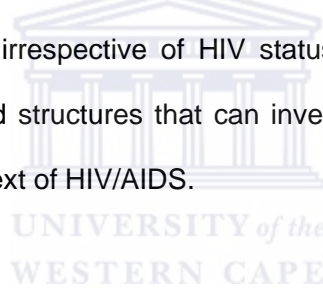 irrespective of HIV status
d structures that can inve
ext of HIV/AIDS.
UNIVERSITY of the
WESTERN CAPE